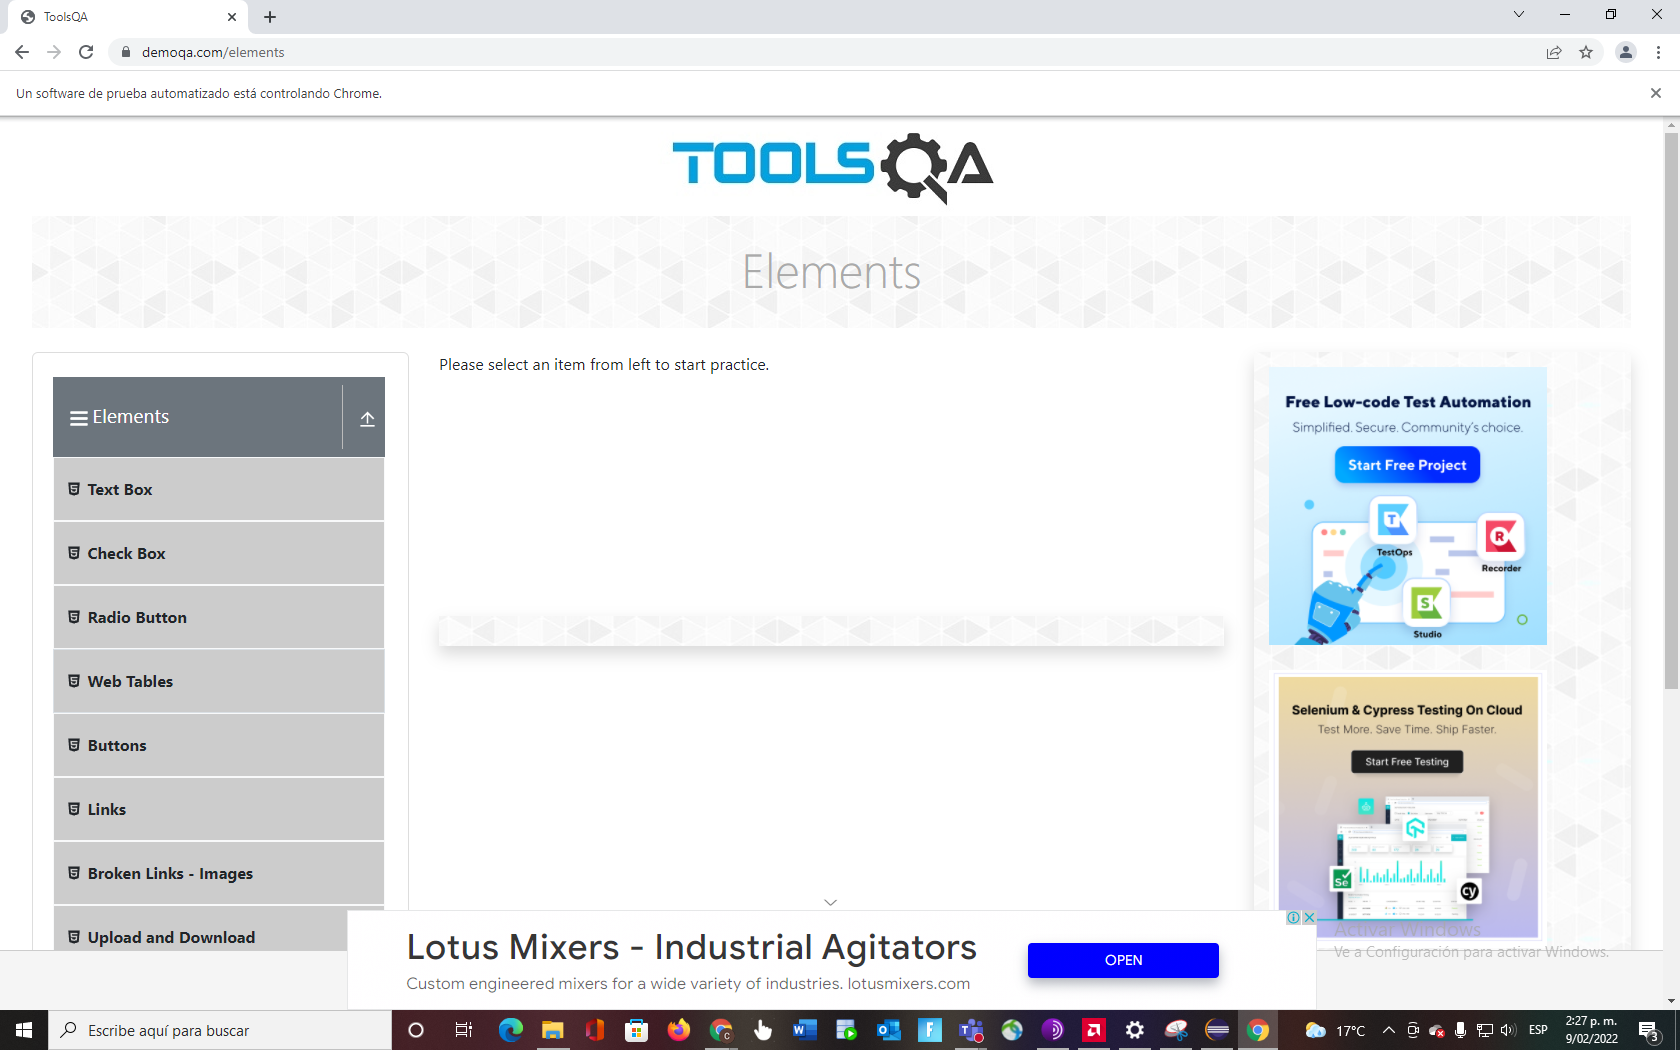 ToolsQA
demoqa.com/elements
Un software de prueba automatizado está controlando Chrome.
TOOLSQA
Elements
Elements
Text Box
Check Box
Radio Button
Web Tables
Buttons
Links
Broken Links - Images
Upload and Download
Please select an item from left to start practice.
Free Low-code Test Automation
Simplified. Secure. Community's choice.
Start Free Project
TestOps
Recorder
Studio
Selenium & Cypress Testing On Cloud
Test More. Save Time. Ship Faster.
Start Free Testing
Se
cy
Lotus Mixers - Industrial Agitators
Custom engineered mixers for a wide variety of industries. lotusmixers.com
OPEN
Activar Windows
Ve a Configuración para activar Windows.
Escribe aquí para buscar
17°C
ESP
2:27 p. m.
9/02/2022
3